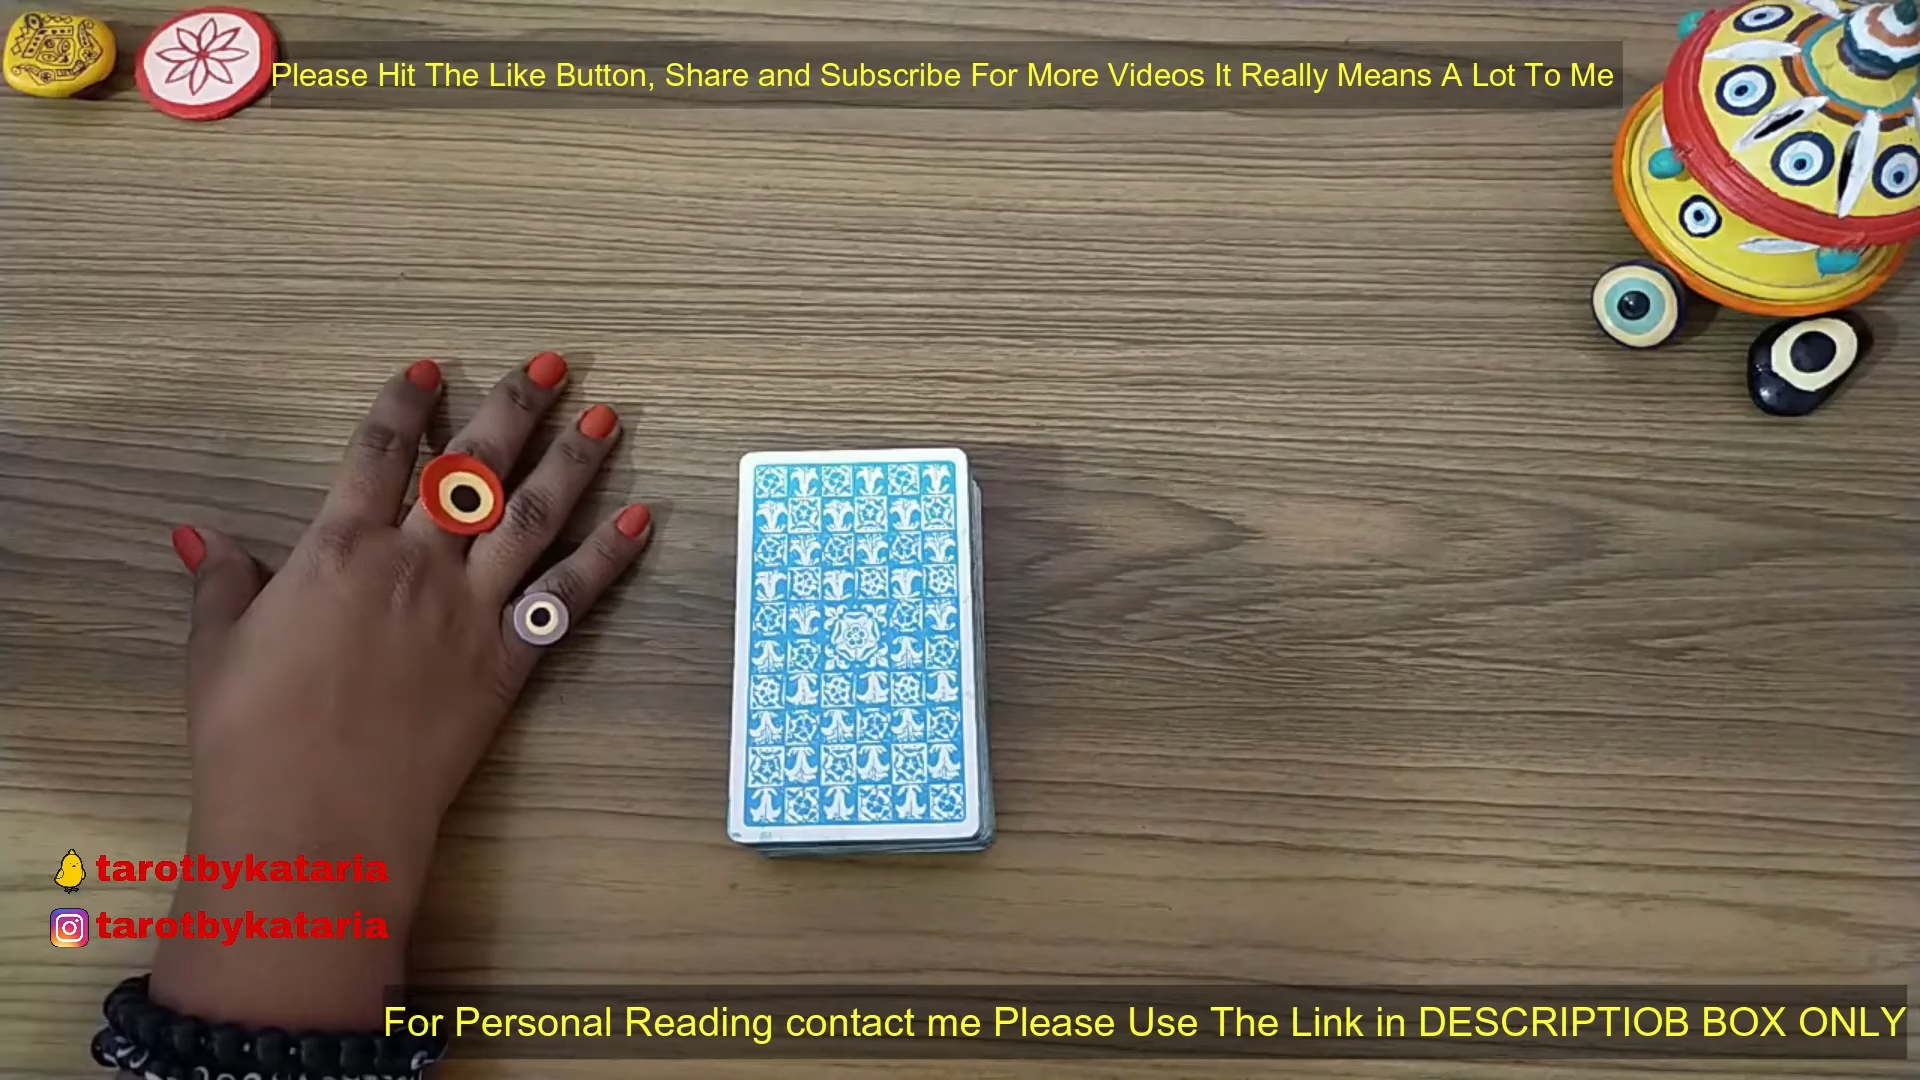 Please Hit The Like Button, Share and Subscribe For More Videos It Really Means A Lot To Me
tarotbykataria
tarotbykataria
For Personal Reading contact me Please Use The Link in DESCRIPTIOB BOX ONLY